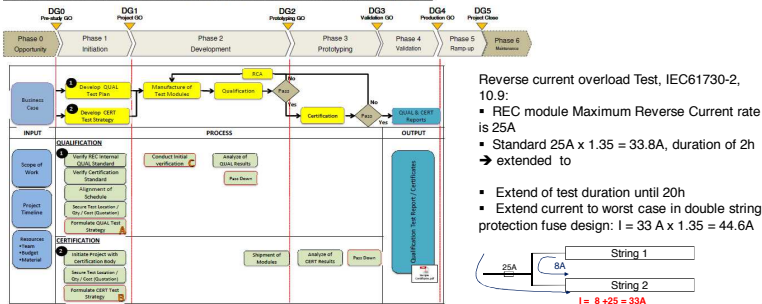 DG0
Pre-study GO
DG1
Project GO
DG2
Prototyping GO
DG3
Validation GO
DG4
Production GO
DG5
Project Close
Phase 0
Opportunity
Phase 1
Initiation
Phase 2
Development
Phase 3
Prototyping
Phase 4
Validation
Phase 5
Ramp-up
Phase 6
Maintenance
Business
Case
1
Develop QUAL
Test Plan
2
Develop CERT
Test Strategy
Manufacture of
Test Modules
RCA
Qualification
Pass
No
Yes
Certification
Pass
No
Yes
QUAL & CERT
Reports
INPUT
PROCESS
OUTPUT
Scope of
Work
Project
Timeline
Resources
•Team
•Budget
•Material
QUALIFICATION
1
Verify REC Internal
QUAL Standard
Verify Certification
Standard
Alignment of
Schedule
Secure Test Location /
Qty / Cost (Quotation)
Formulate QUAL Test
Strategy
A
Conduct Initial
verification
C
Analyze of
QUAL Results
Pass Down
CERTIFICATION
2
Initiate Project with
Certification Body
Secure Test Location /
Qty / Cost (Quotation)
Formulate CERT Test
Strategy
B
Shipment of
Modules
Analyze of
CERT Results
Pass Down
Qualification Test Report / Certificates
Reverse current overload Test, IEC61730-2,
10.9:
▪ REC module Maximum Reverse Current rate
is 25A
▪ Standard 25A x 1.35 = 33.8A, duration of 2h
➔ extended to
▪ Extend of test duration until 20h
▪ Extend current to worst case in double string
protection fuse design: I = 33 A x 1.35 = 44.6A
25A
8A
String 1
String 2
I = 8 +25 = 33A